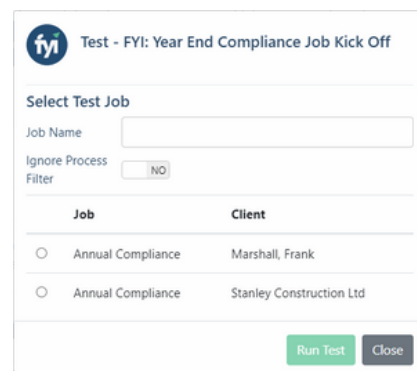 fyi
Test - FYI: Year End Compliance Job Kick Off
Select Test Job
Job Name
Ignore Process
Filter
NO
Job Client
Annual Compliance Marshall, Frank
Annual Compliance Stanley Construction Ltd
Run Test Close